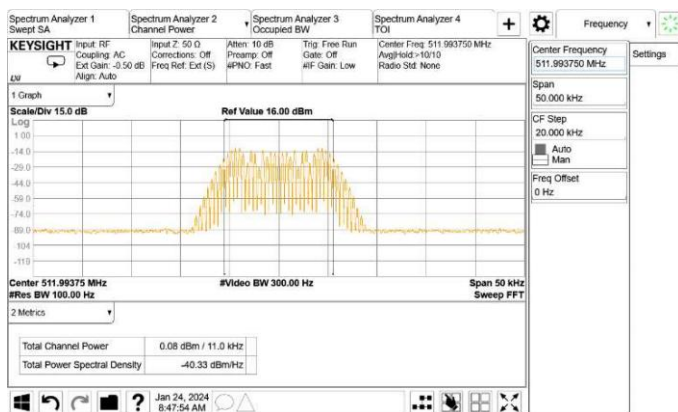 Spectrum Analyzer 1
Swept SA
Spectrum Analyzer 2
Channel Power
Spectrum Analyzer 3
Occupied BW
Spectrum Analyzer 4
TOI
+
Frequency
KEYSIGHT
Input: RF
Coupling: AC
Ext Gain: -0.50 dB
Align: Auto
Input Z: 50 Ω
Corrections: Off
Freq Ref: Ext (S)
Atten: 10 dB
Preamp: Off
#PNO: Fast
Trig: Free Run
Gate: Off
#IF Gain: Low
Center Freq: 511.993750 MHz
Avg|Hold:>10/10
Radio Std: None
LXI
Center Frequency
511.993750 MHz
Settings
Span
50.000 kHz
CF Step
20.000 kHz
Auto
Man
Freq Offset
0 Hz
1 Graph
Scale/Div 15.0 dB
Ref Value 16.00 dBm
Log
1.00
-14.0
-29.0
-44.0
-59.0
-74.0
-89.0
-104
-119
Center 511.99375 MHz
#Video BW 300.00 Hz
Span 50 kHz
#Res BW 100.00 Hz
Sweep FFT
2 Metrics
Total Channel Power 0.08 dBm / 11.0 kHz
Total Power Spectral Density -40.33 dBm/Hz
?
Jan 24, 2024
8:47:54 AM